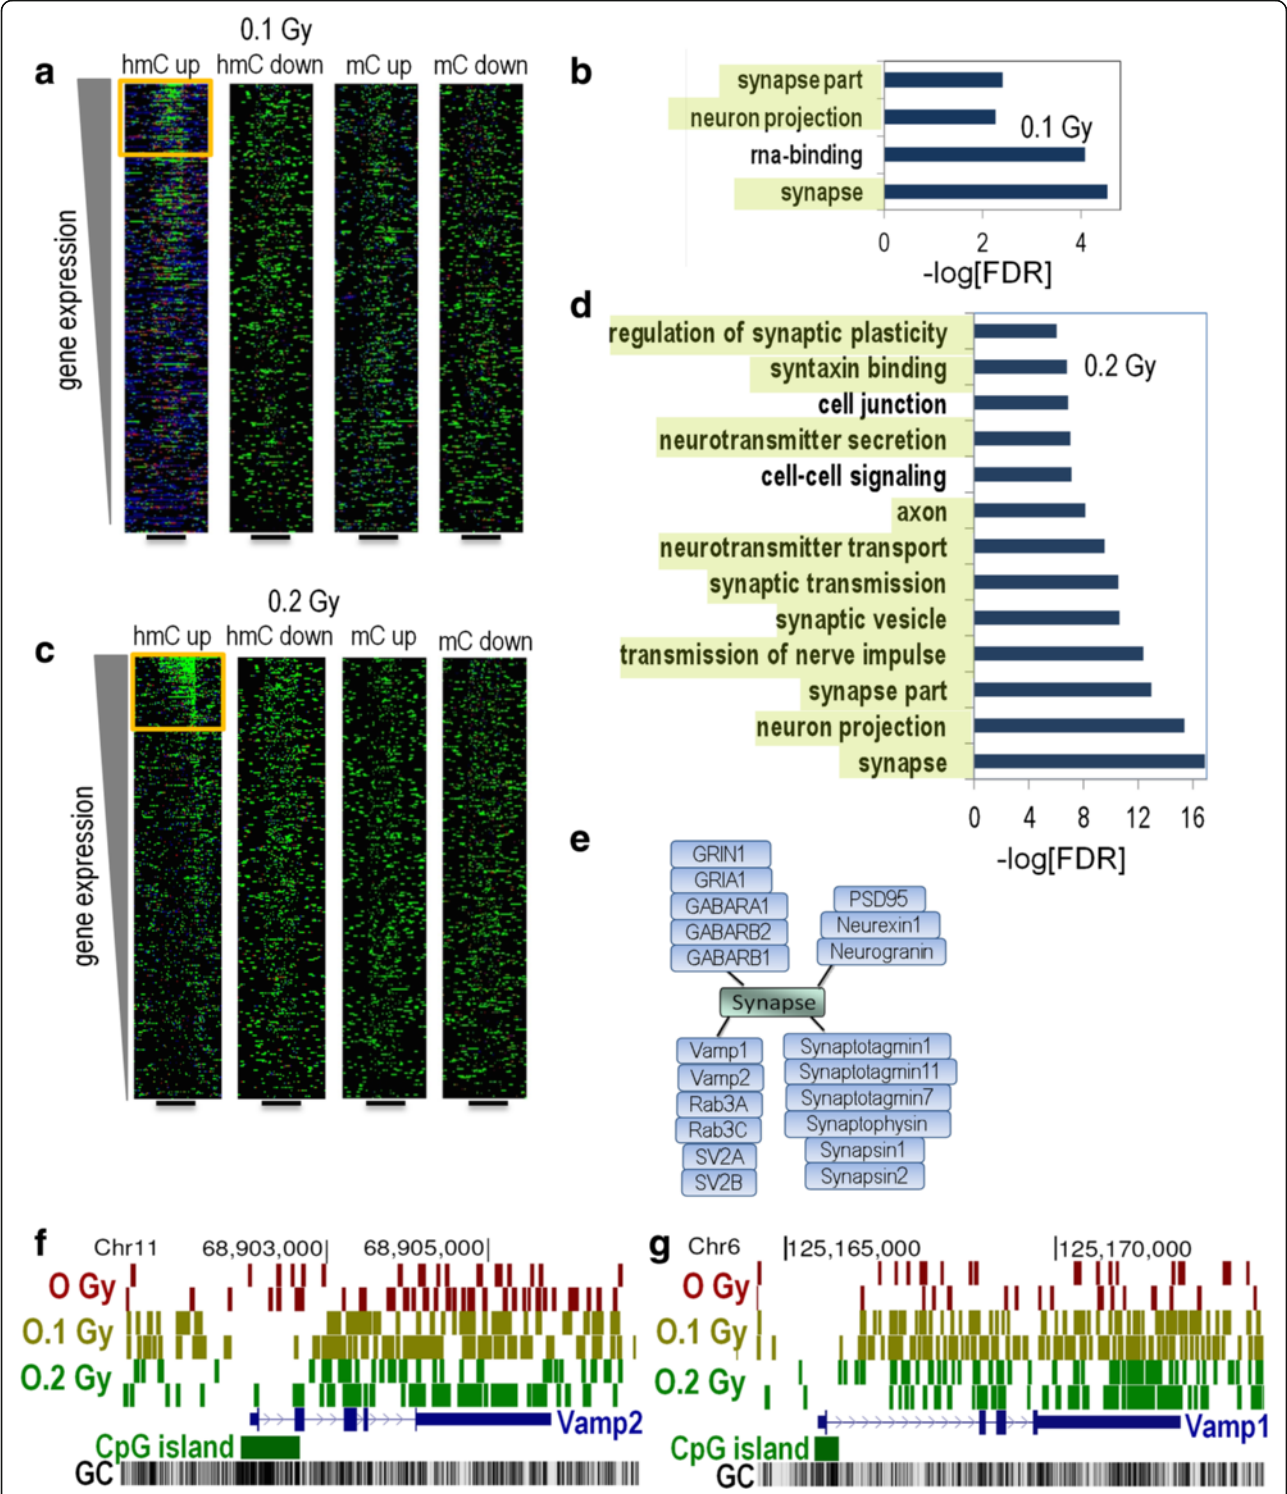 a
0.1 Gy
hmC up
hmC down
mC up
mC down
gene expression
b
synapse part
neuron projection
rna-binding
synapse
0.1 Gy
0 2 4
-log[FDR]
c
0.2 Gy
hmC up
hmC down
mC up
mC down
gene expression
d
regulation of synaptic plasticity
syntaxin binding
cell junction
neurotransmitter secretion
cell-cell signaling
axon
neurotransmitter transport
synaptic transmission
synaptic vesicle
transmission of nerve impulse
synapse part
neuron projection
synapse
0.2 Gy
0 4 8 12 16
-log[FDR]
e
GRIN1
GRIA1
GABARA1
GABARB2
GABARB1
PSD95
Neurexin1
Neurogranin
Synapse
Vamp1
Vamp2
Rab3A
Rab3C
SV2A
SV2B
Synaptotagmin1
Synaptotagmin11
Synaptotagmin7
Synaptophysin
Synapsin1
Synapsin2
f
Chr11 68,903,000 68,905,000
O Gy
O.1 Gy
O.2 Gy
Vamp2
CpG island
GC
g
Chr6 125,165,000 125,170,000
O Gy
O.1 Gy
O.2 Gy
Vamp1
CpG island
GC